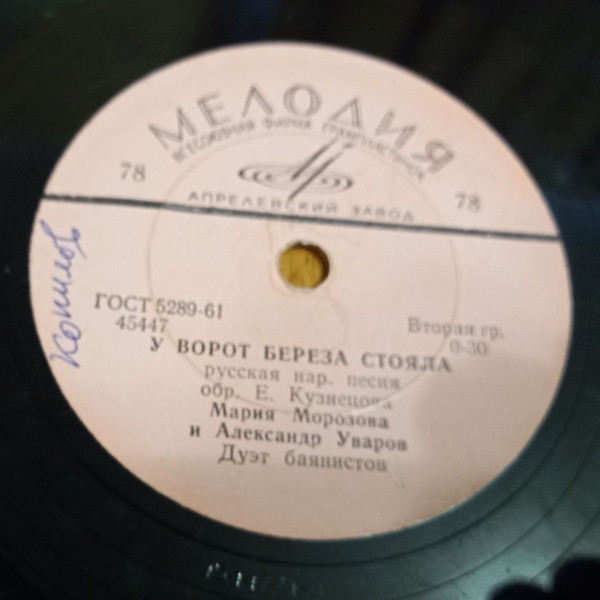 МЕЛОДИЯ
ВСЕСОЮЗНАЯ ФИРМА ГРАМПЛАСТИНОК
78
78
АПРЕЛЕВСКИЙ ЗАВОД
Копилов
ГОСТ 5289-61
45447
Вторая гр.
0-30
У ВОРОТ БЕРЕЗА СТОЯЛА
русская нар. песня
обр. Е. Кузнецова
Мария Морозова
и Александр Уваров
Дуэт баянистов